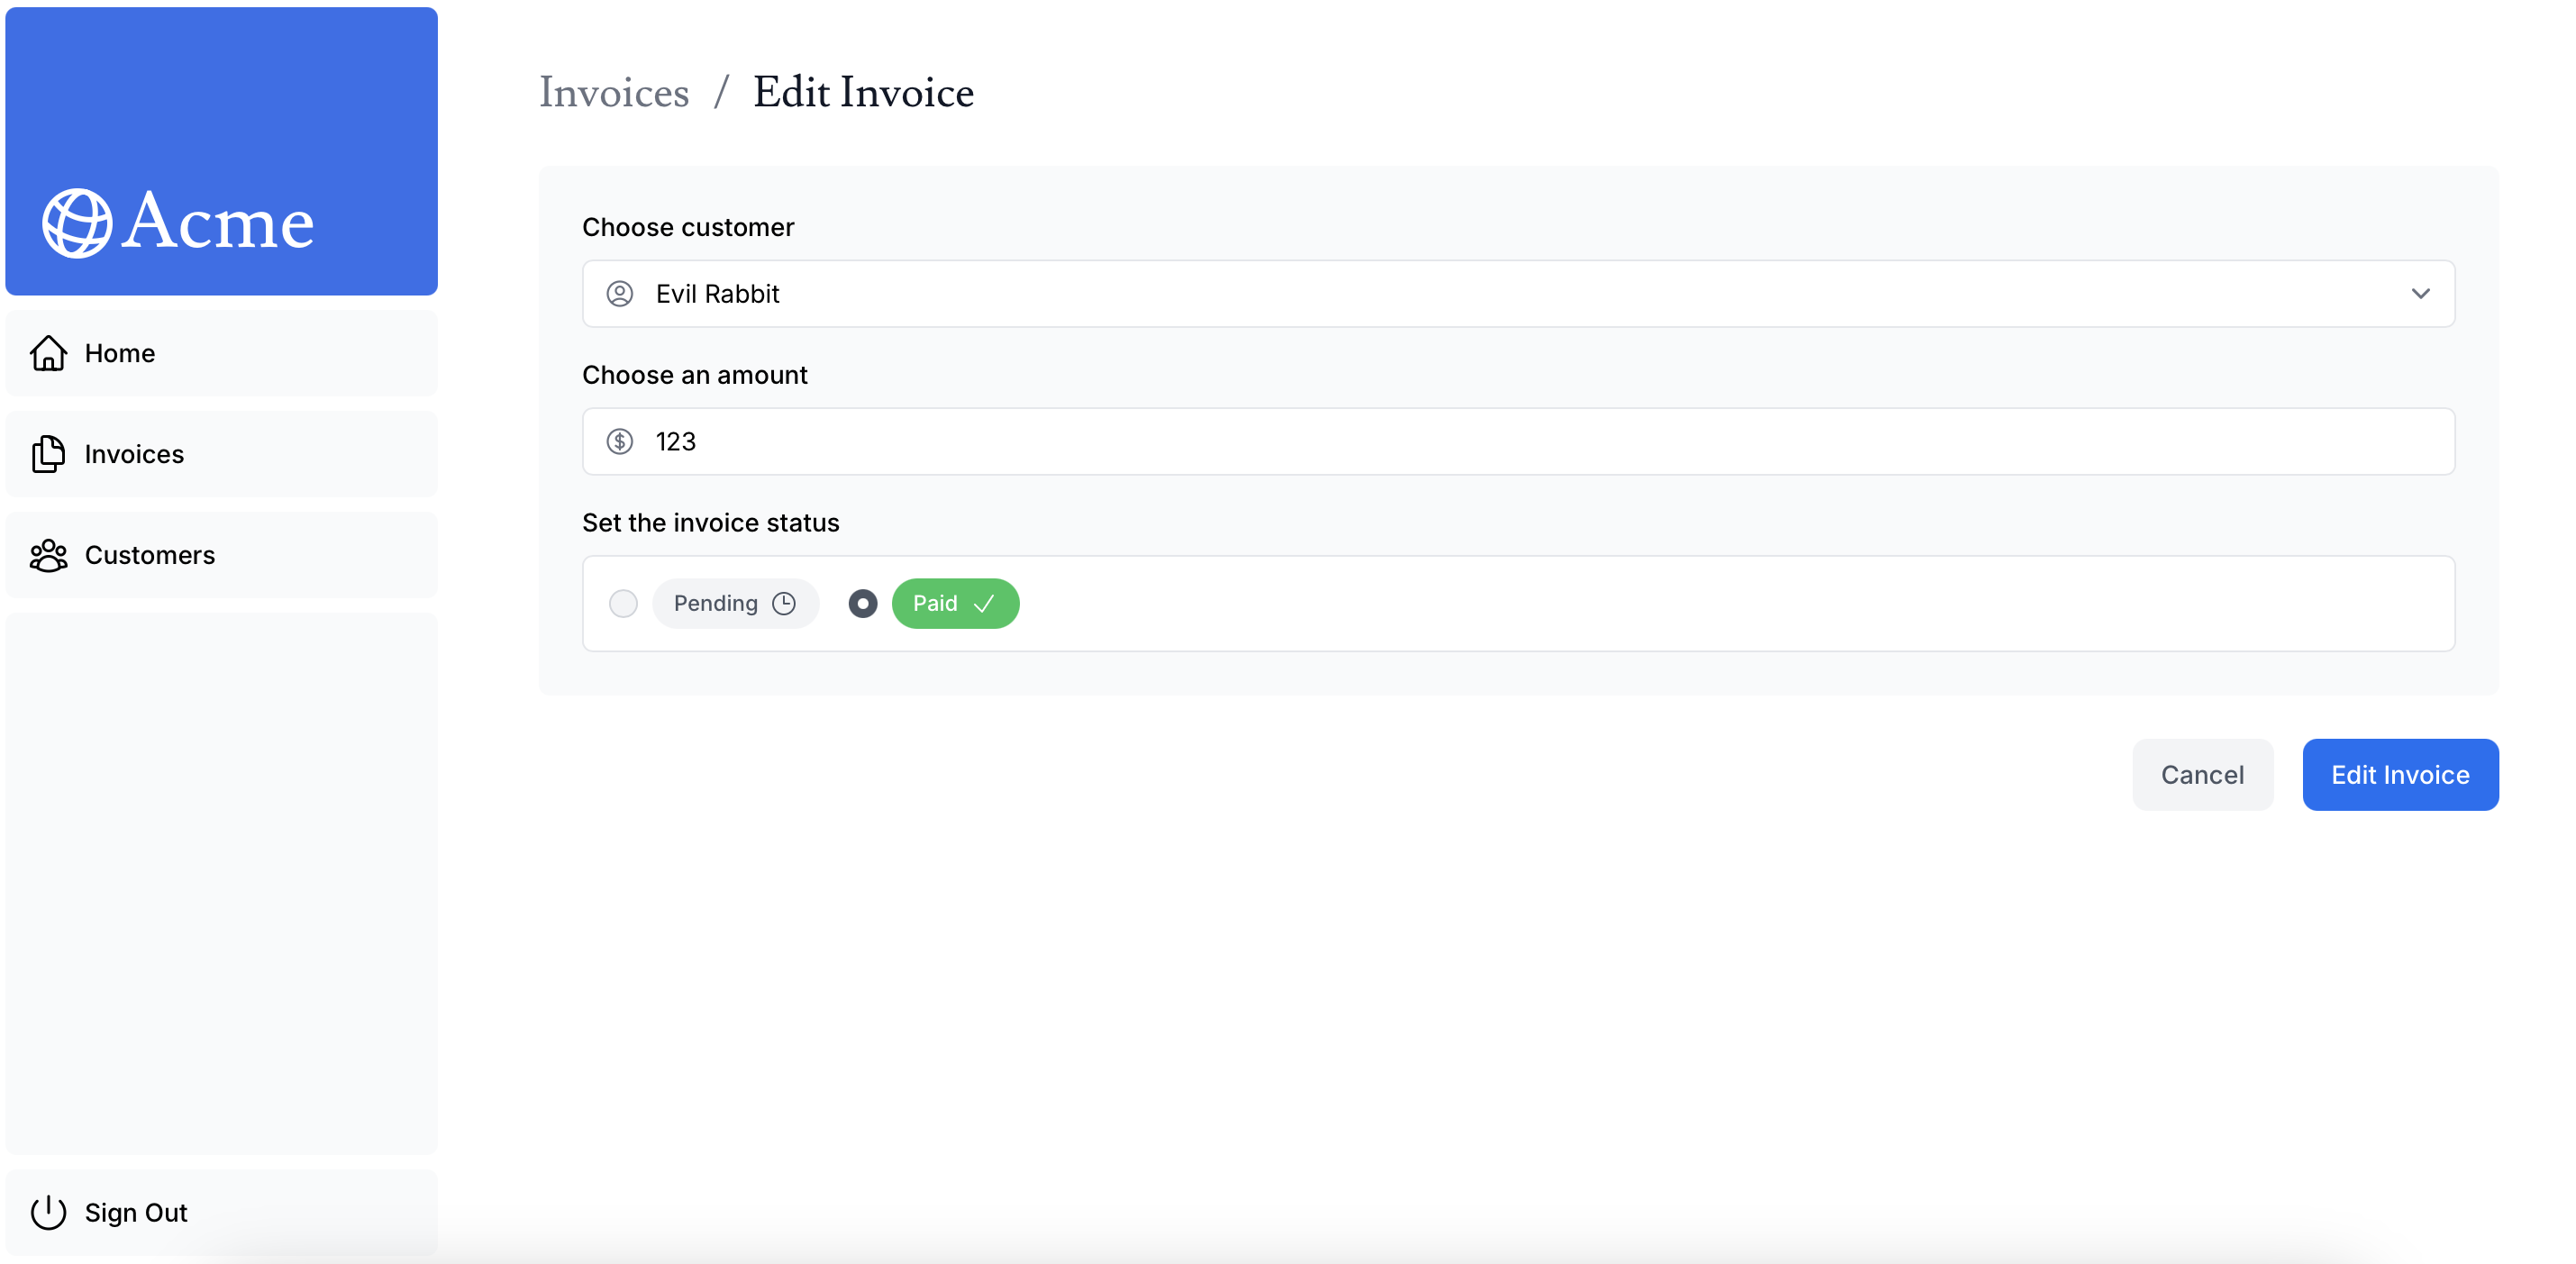 Acme
Home
Invoices
Customers
Sign Out
Invoices / Edit Invoice
Choose customer
Evil Rabbit
Choose an amount
123
Set the invoice status
Pending Paid
Cancel Edit Invoice